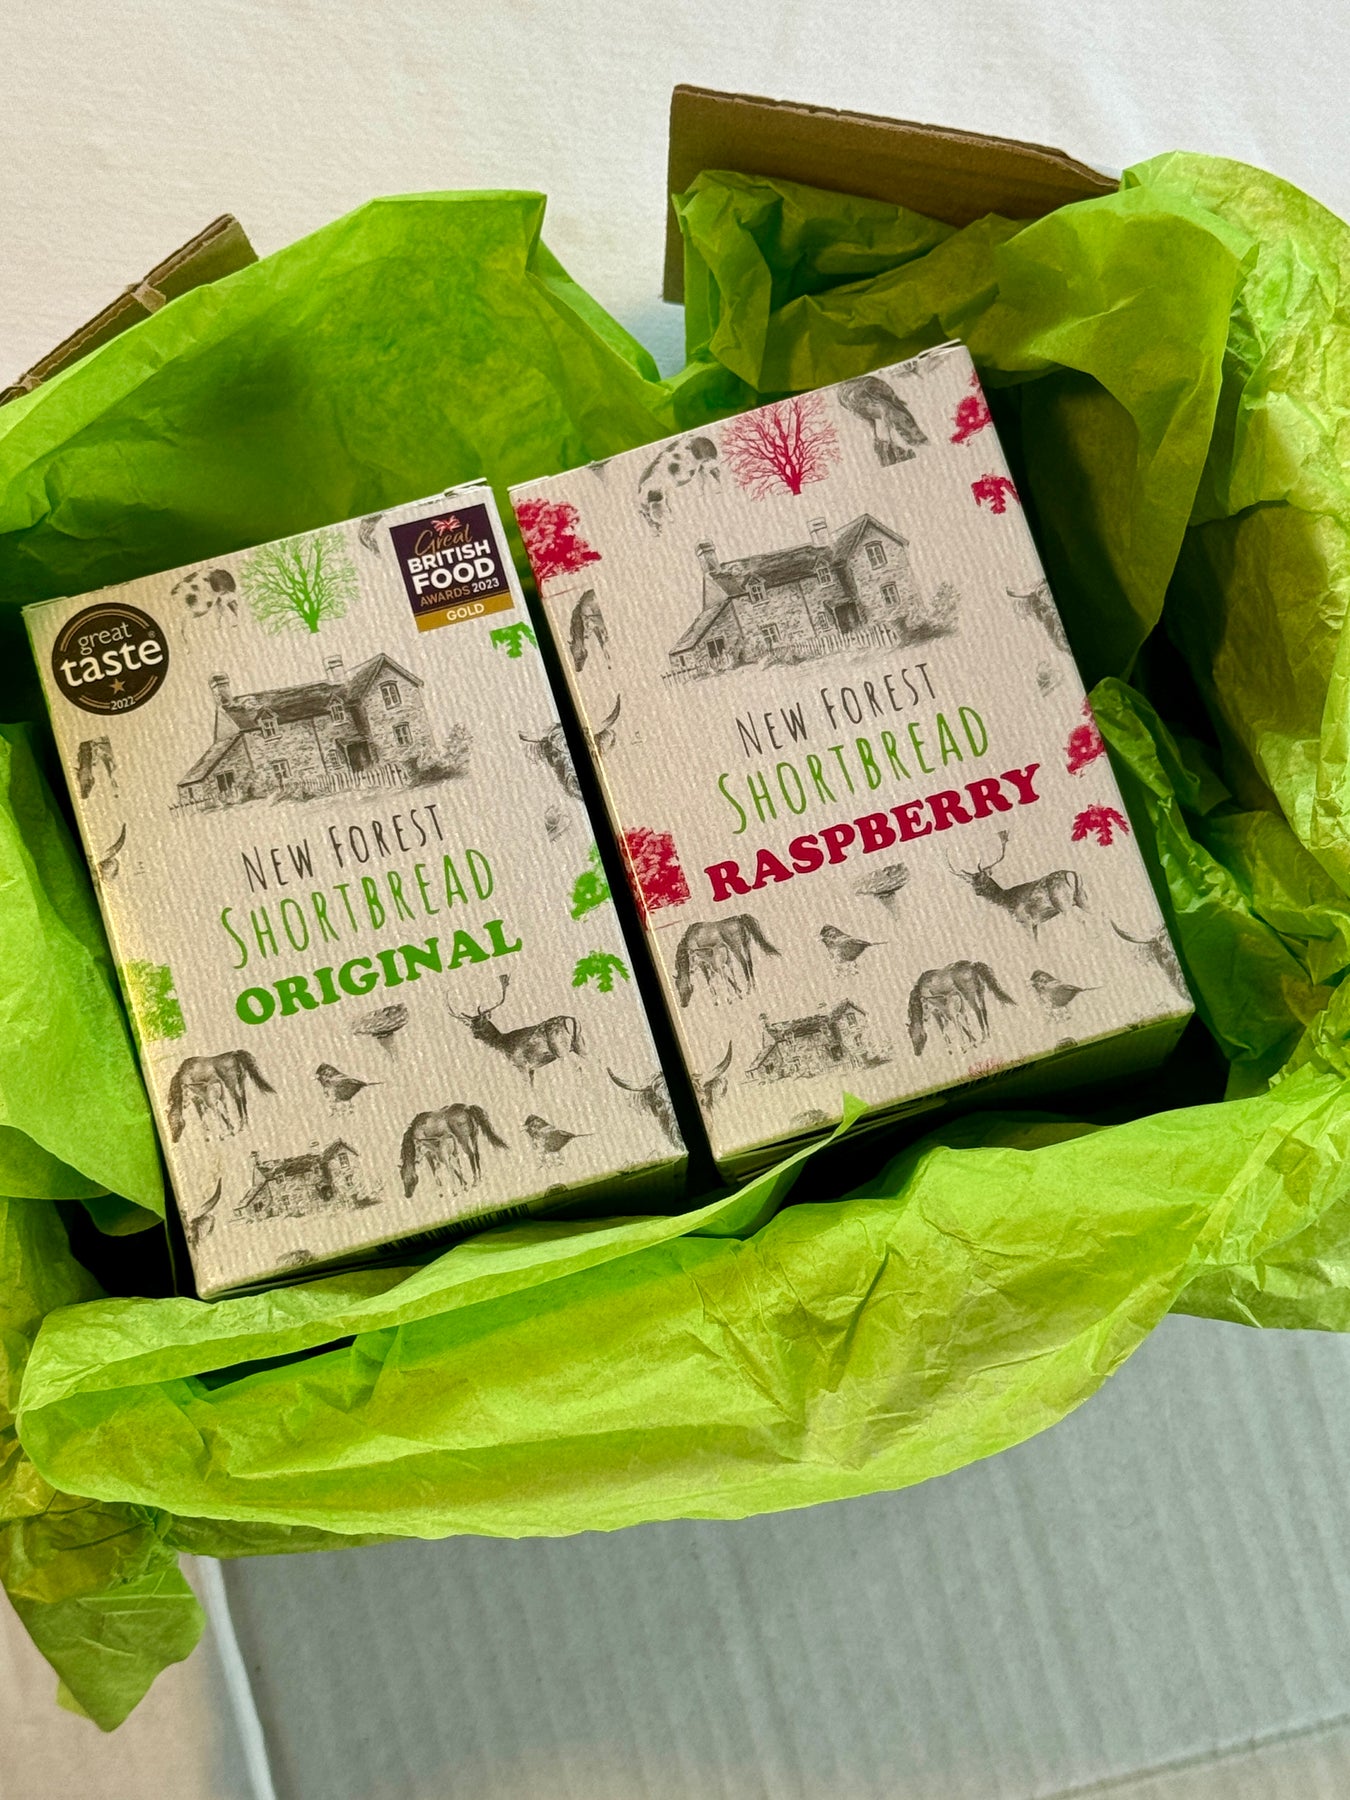 great
taste
2022
Great
BRITISH
FOOD
AWARDS 2023
GOLD
NEW FOREST
SHORTBREAD
ORIGINAL
NEW FOREST
SHORTBREAD
RASPBERRY